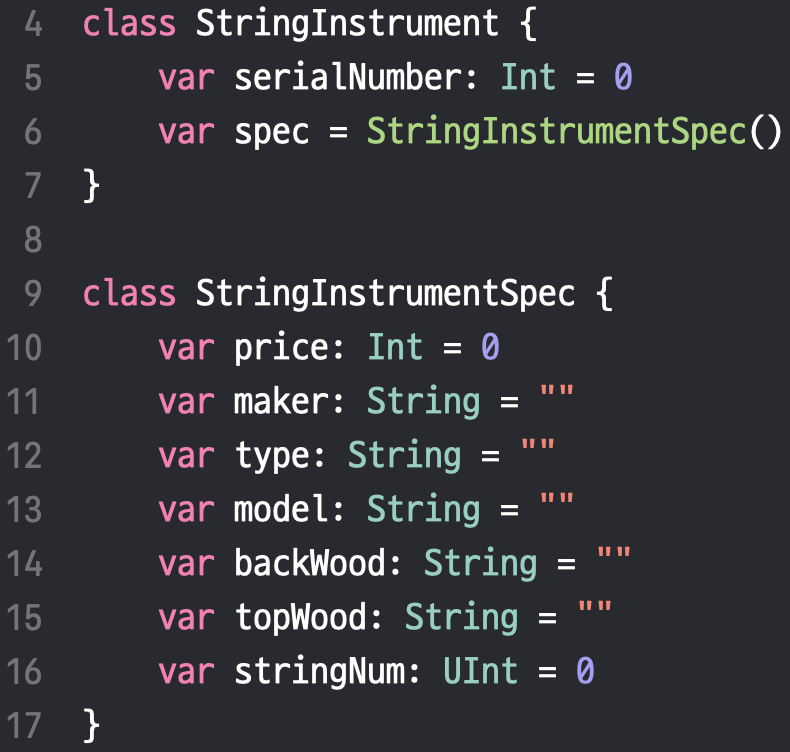 4 class StringInstrument {
5     var serialNumber: Int = 0
6     var spec = StringInstrumentSpec()
7 }
8
9 class StringInstrumentSpec {
10     var price: Int = 0
11     var maker: String = ""
12     var type: String = ""
13     var model: String = ""
14     var backWood: String = ""
15     var topWood: String = ""
16     var stringNum: UInt = 0
17 }